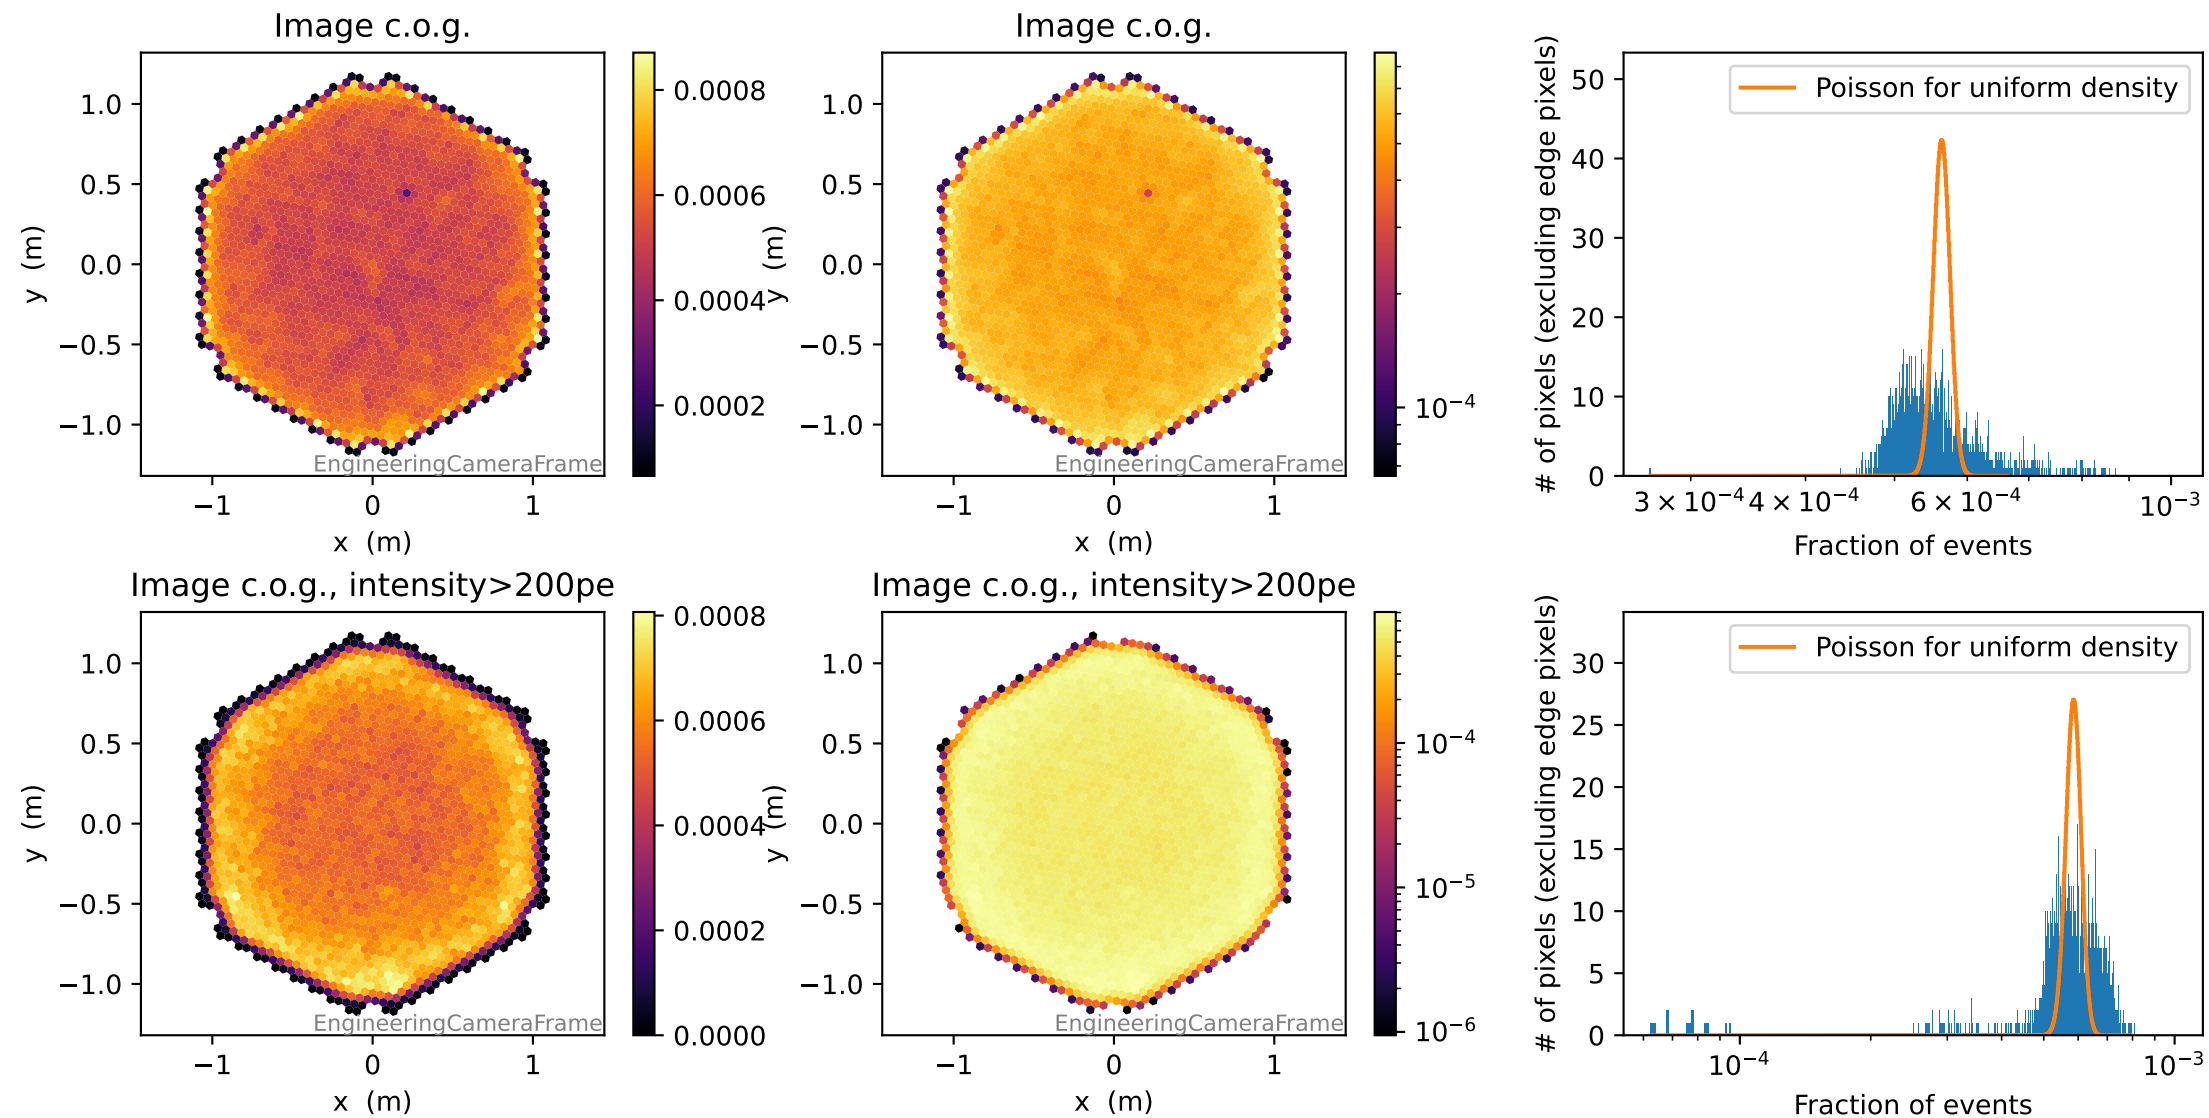 Image c.o.g.
1.0
0.5
0.0
−0.5
−1.0
y (m)
−1
0
1
x (m)
EngineeringCameraFrame
0.0008
0.0006
0.0004
0.0002
Image c.o.g.
1.0
0.5
0.0
−0.5
−1.0
y (m)
−1
0
1
x (m)
EngineeringCameraFrame
10⁻⁴
50
40
30
20
10
0
# of pixels (excluding edge pixels)
Poisson for uniform density
3 × 10⁻⁴
4 × 10⁻⁴
6 × 10⁻⁴
10⁻³
Fraction of events
Image c.o.g., intensity>200pe
1.0
0.5
0.0
−0.5
−1.0
y (m)
−1
0
1
x (m)
EngineeringCameraFrame
0.0008
0.0006
0.0004
0.0002
0.0000
Image c.o.g., intensity>200pe
1.0
0.5
0.0
−0.5
−1.0
y (m)
−1
0
1
x (m)
EngineeringCameraFrame
10⁻⁴
10⁻⁵
10⁻⁶
30
25
20
15
10
5
0
# of pixels (excluding edge pixels)
Poisson for uniform density
10⁻⁴
10⁻³
Fraction of events